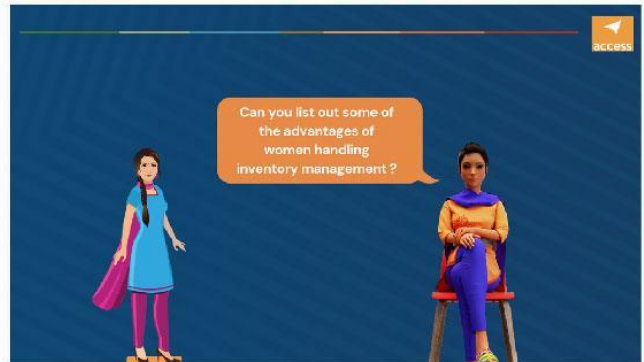 access
Can you list out some of
the advantages of
women handling
inventory management ?